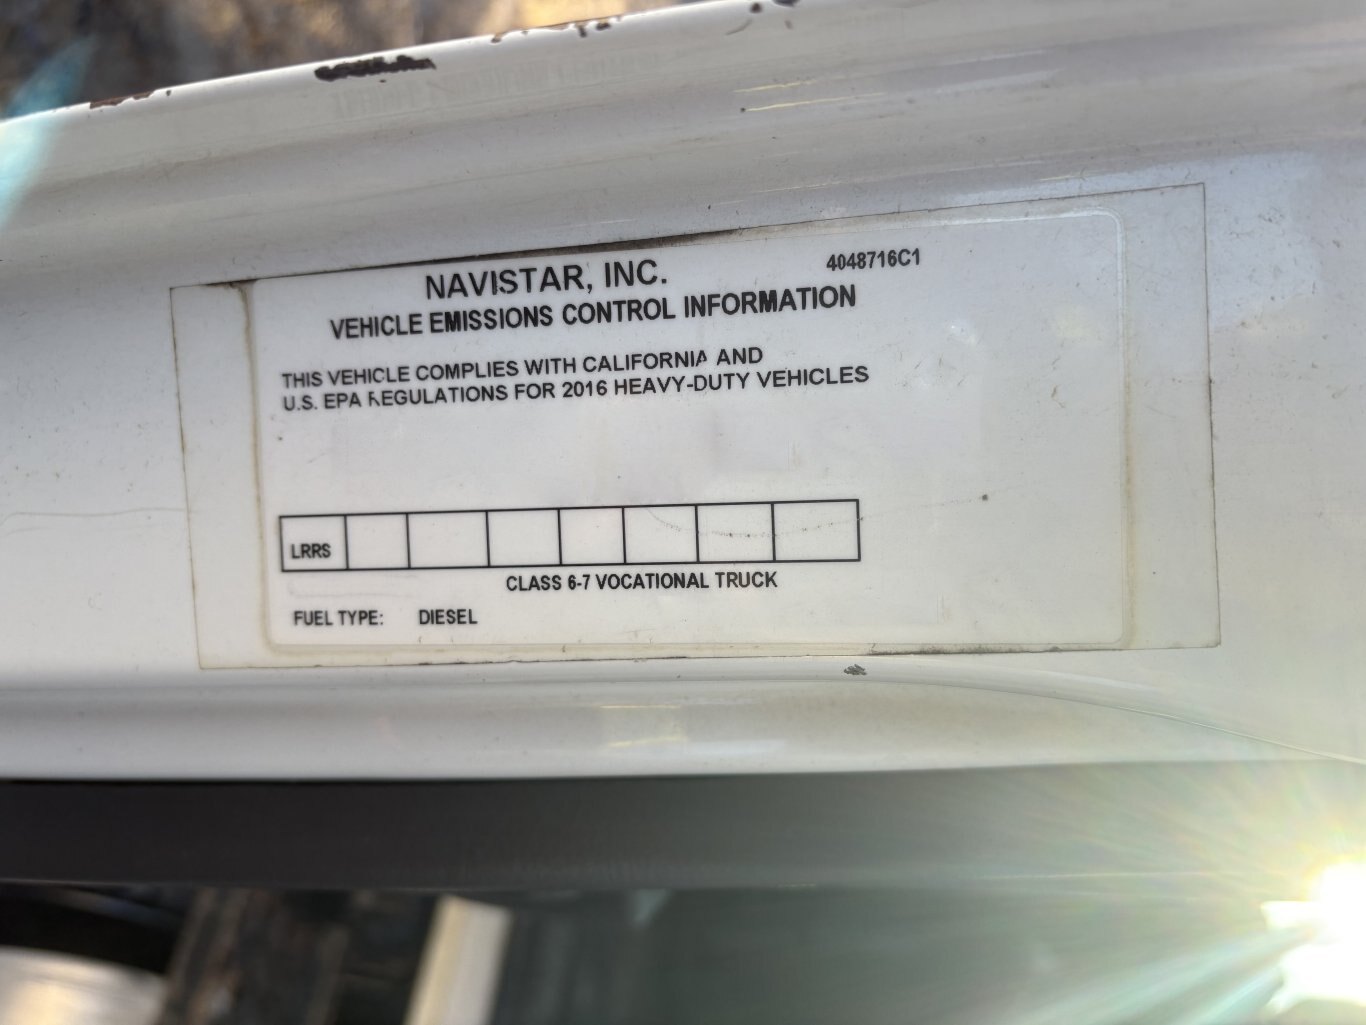 NAVISTAR, INC.
4048716C1
VEHICLE EMISSIONS CONTROL INFORMATION
THIS VEHICLE COMPLIES WITH CALIFORNIA AND
U.S. EPA REGULATIONS FOR 2016 HEAVY-DUTY VEHICLES
LRRS
CLASS 6-7 VOCATIONAL TRUCK
FUEL TYPE: DIESEL